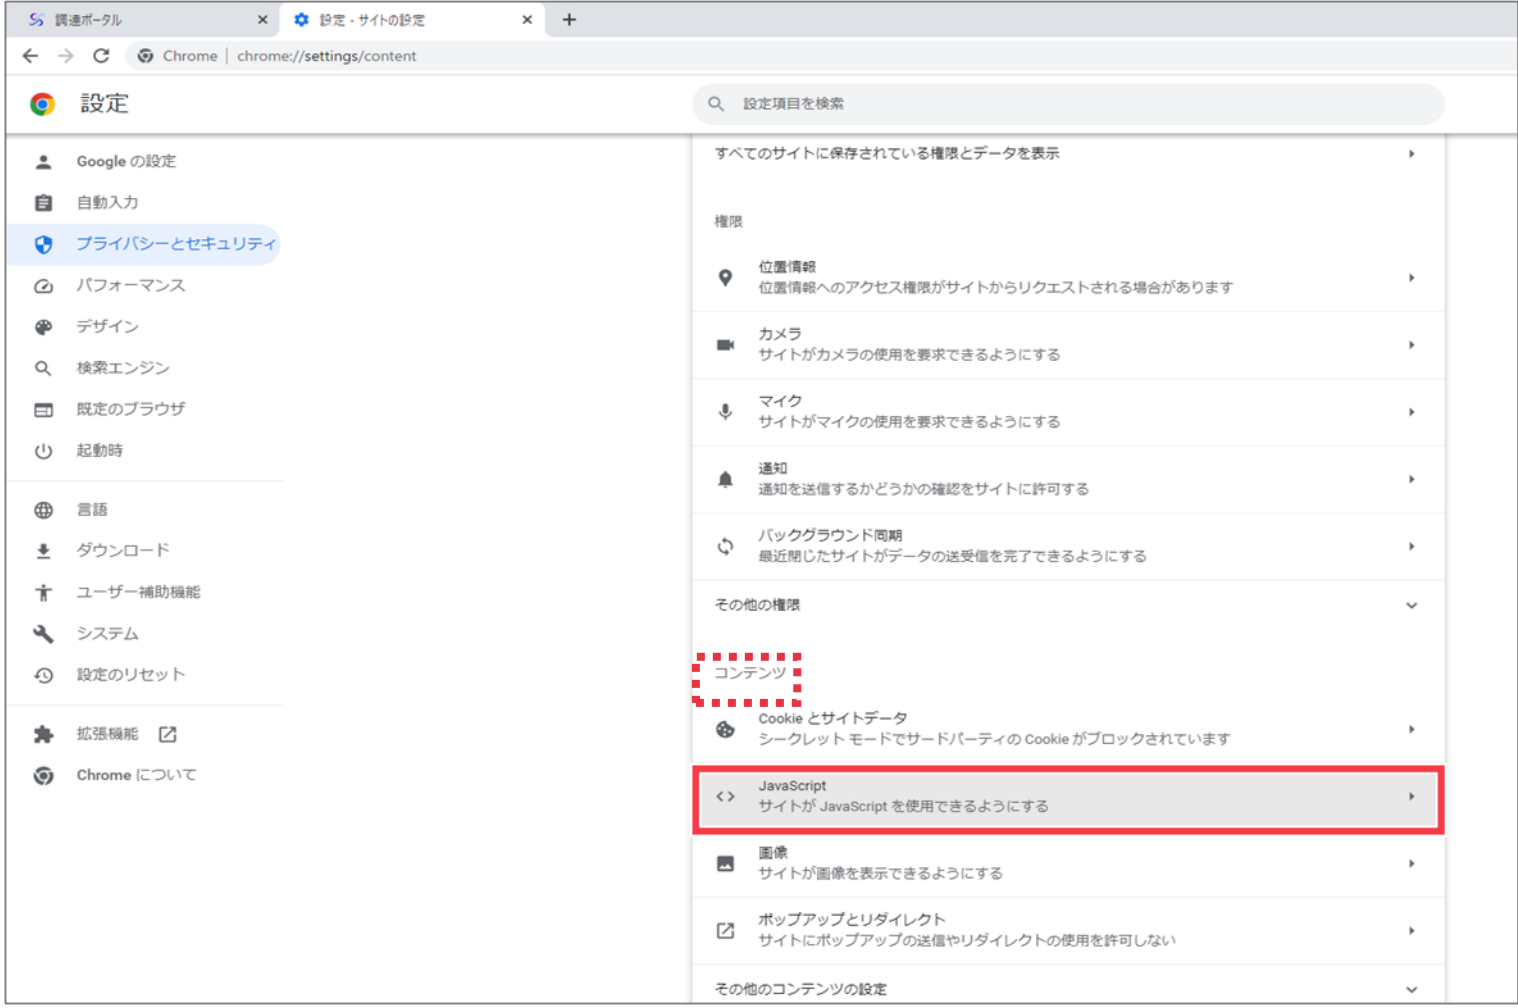 調達ポータル
設定 - サイトの設定
Chrome | chrome://settings/content
設定
設定項目を検索
Google の設定
自動入力
プライバシーとセキュリティ
パフォーマンス
デザイン
検索エンジン
既定のブラウザ
起動時
言語
ダウンロード
ユーザー補助機能
システム
設定のリセット
拡張機能
Chrome について
すべてのサイトに保存されている権限とデータを表示
権限
位置情報
位置情報へのアクセス権限がサイトからリクエストされる場合があります
カメラ
サイトがカメラの使用を要求できるようにする
マイク
サイトがマイクの使用を要求できるようにする
通知
通知を送信するかどうかの確認をサイトに許可する
バックグラウンド同期
最近閉じたサイトがデータの送受信を完了できるようにする
その他の権限
コンテンツ
Cookie とサイトデータ
シークレット モードでサードパーティの Cookie がブロックされています
JavaScript
サイトが JavaScript を使用できるようにする
画像
サイトが画像を表示できるようにする
ポップアップとリダイレクト
サイトにポップアップの送信やリダイレクトの使用を許可しない
その他のコンテンツの設定